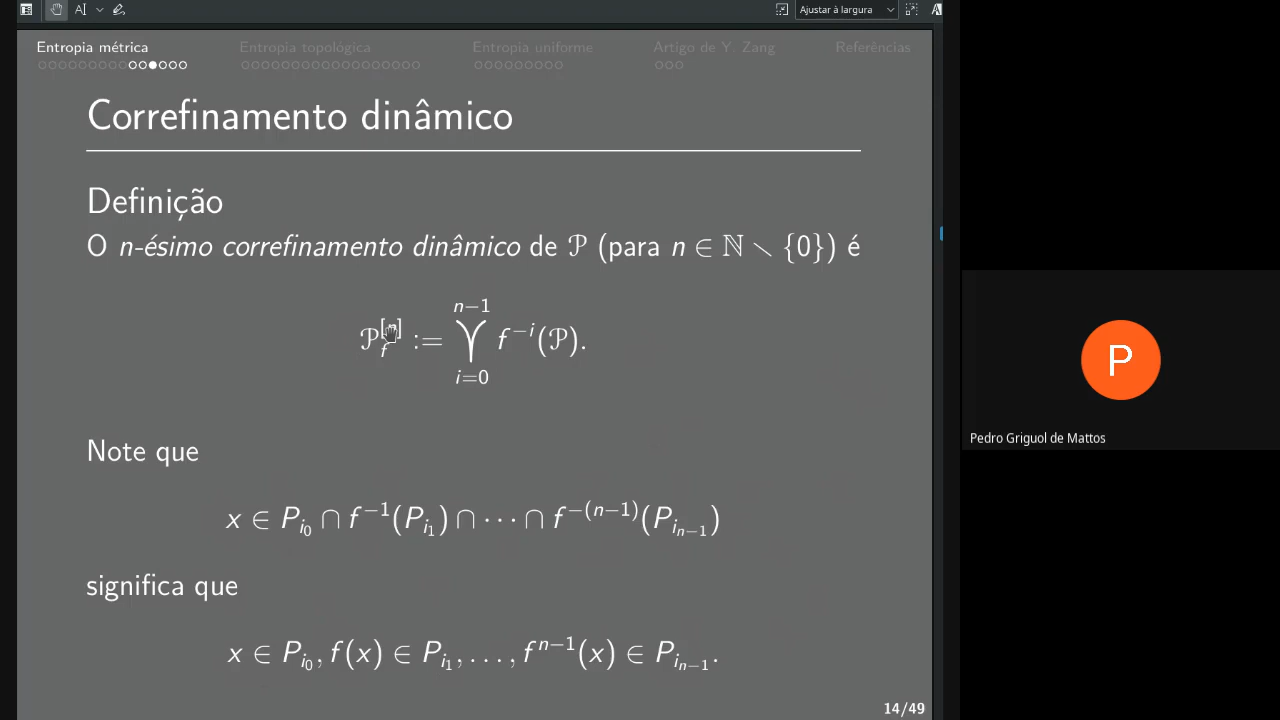 AI Ajustar à largura A
Entropia métrica Entropia topológica Entropia uniforme Artigo de Y. Zang Referências
Correfinamento dinâmico
Definição
O n-ésimo correfinamento dinâmico de 𝒫 (para n ∈ ℕ ∖ {0}) é
𝒫_f^[n] := ⋎_{i=0}^{n−1} f^{−i}(𝒫).
Note que
x ∈ P_{i_0} ∩ f^{−1}(P_{i_1}) ∩ ⋯ ∩ f^{−(n−1)}(P_{i_{n−1}})
significa que
x ∈ P_{i_0}, f(x) ∈ P_{i_1}, …, f^{n−1}(x) ∈ P_{i_{n−1}}.
14/49
P
Pedro Griguol de Mattos